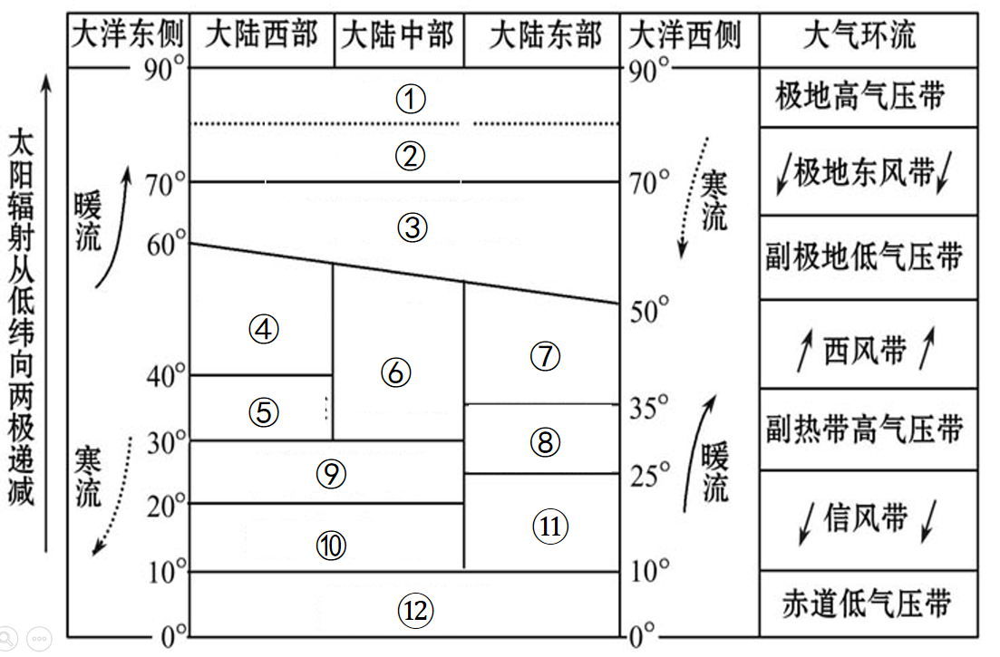 大洋东侧 大陆西部 大陆中部 大陆东部 大洋西侧 大气环流
90° 90°
① 极地高气压带
② 极地东风带
70° 70°
暖流 寒流
③ 副极地低气压带
60°
50°
④ ⑥ ⑦ 西风带
40°
35°
⑤ ⑧ 副热带高气压带
30°
25°
寒流 ⑨ 暖流
20°
⑩ ⑪ 信风带
10° 10°
⑫ 赤道低气压带
0° 0°
太阳辐射从低纬向两极递减